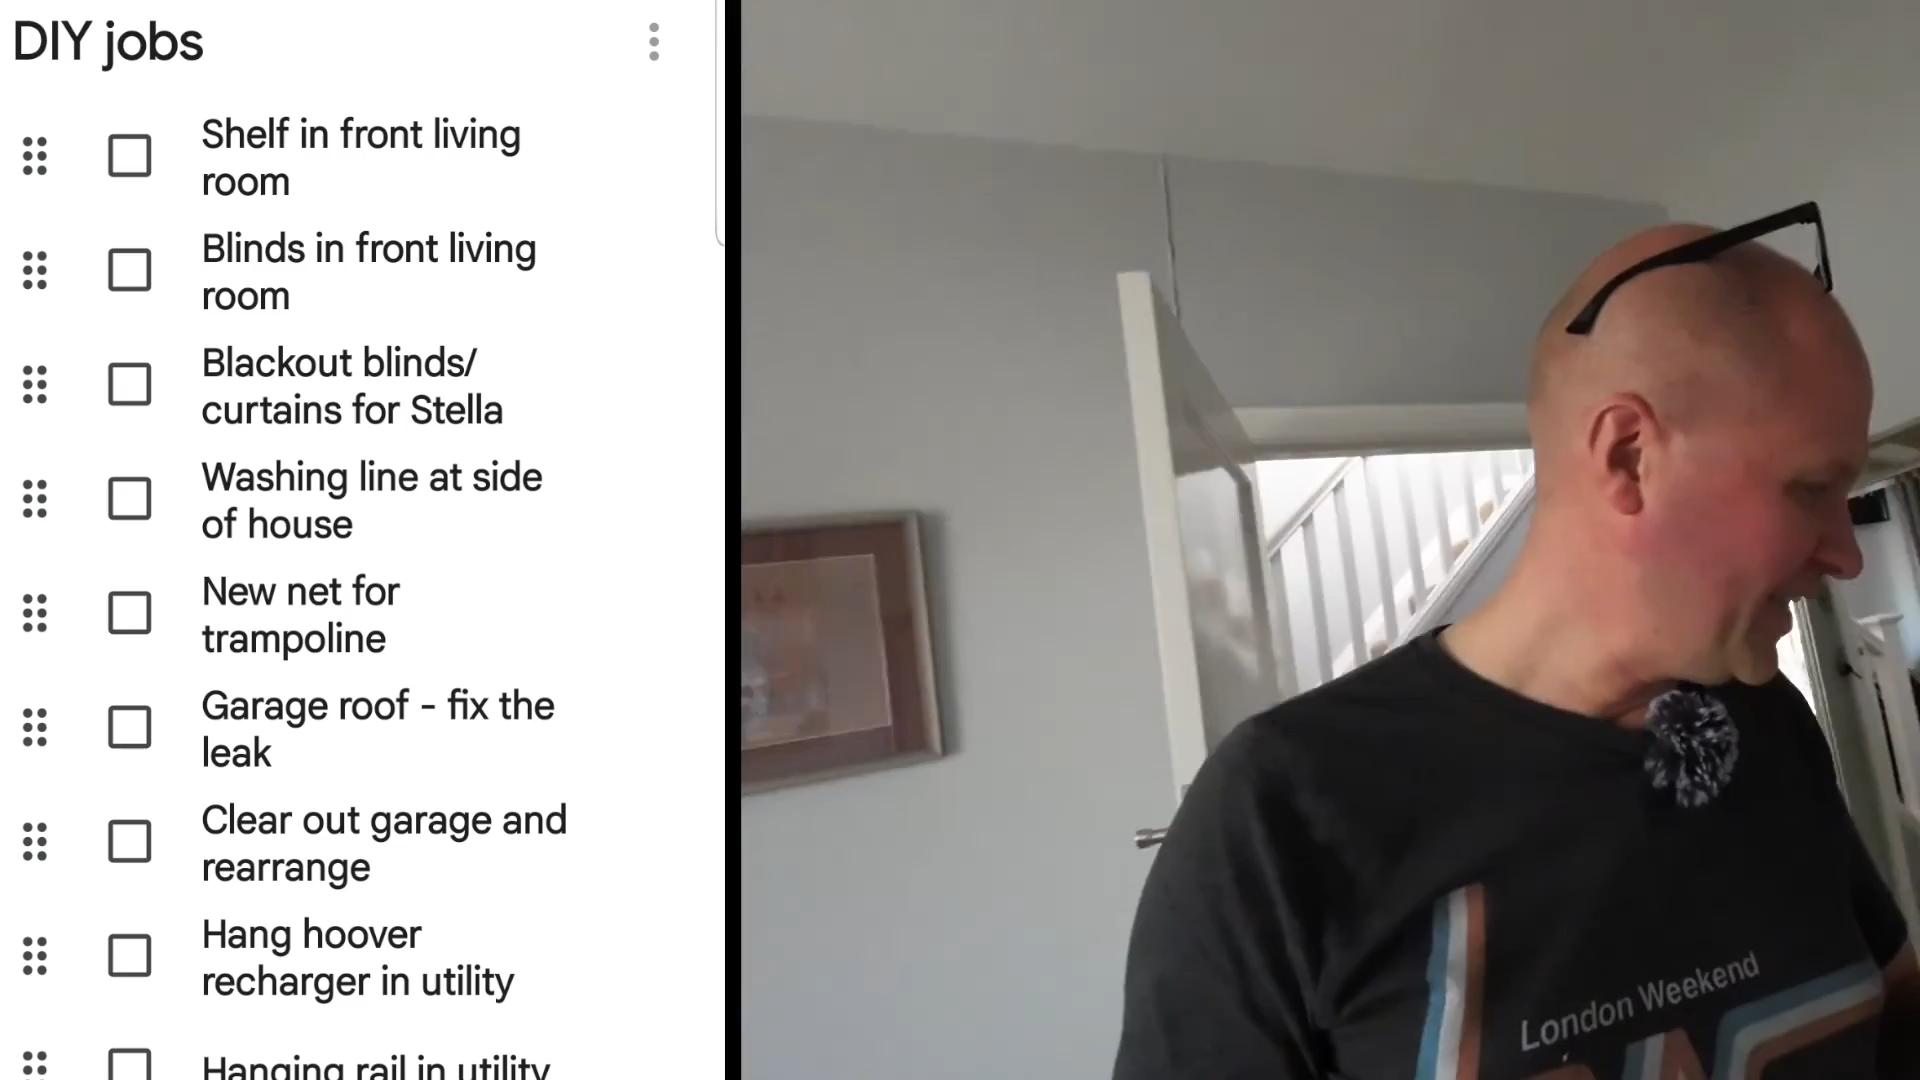 DIY jobs
Shelf in front living
room
Blinds in front living
room
Blackout blinds/
curtains for Stella
Washing line at side
of house
New net for
trampoline
Garage roof - fix the
leak
Clear out garage and
rearrange
Hang hoover
recharger in utility
Hanging rail in utility
London Weekend